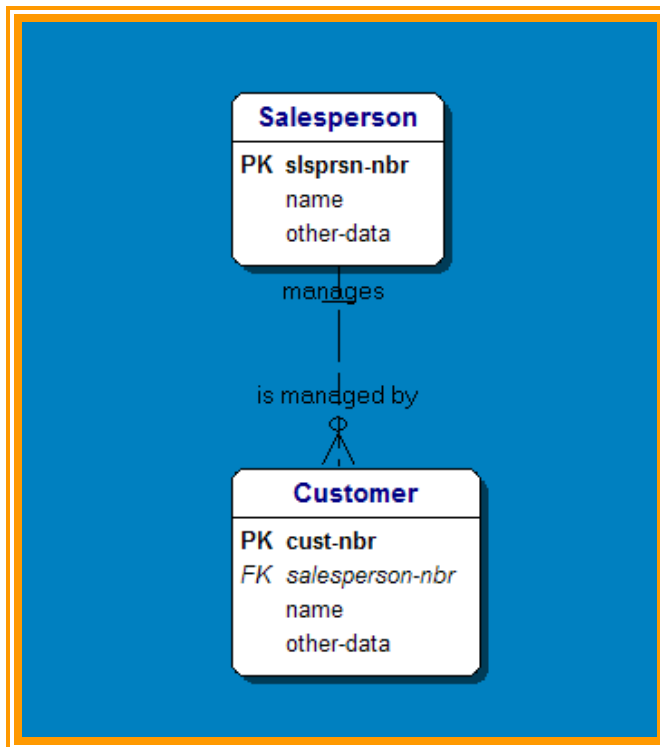 Salesperson
PK slsprsn-nbr
name
other-data
manages
is managed by
Customer
PK cust-nbr
FK salesperson-nbr
name
other-data